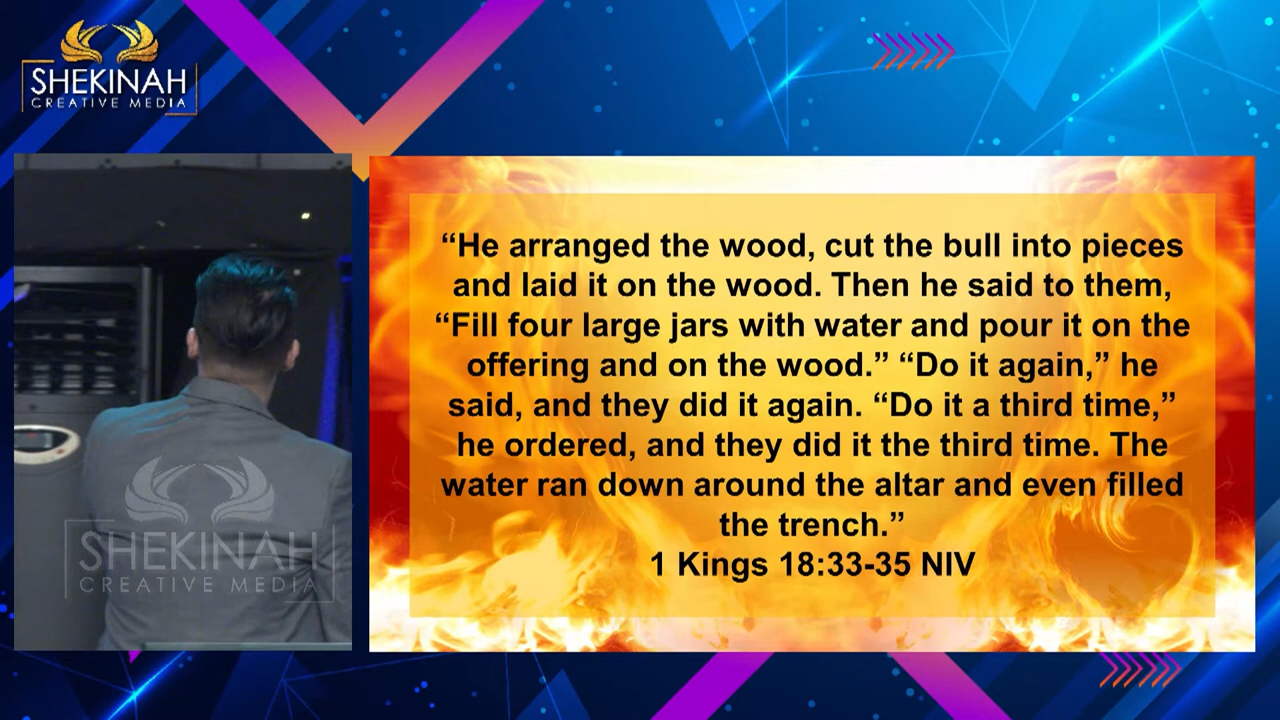 SHEKINAH
CREATIVE MEDIA
“He arranged the wood, cut the bull into pieces
and laid it on the wood. Then he said to them,
“Fill four large jars with water and pour it on the
offering and on the wood.” “Do it again,” he
said, and they did it again. “Do it a third time,”
he ordered, and they did it the third time. The
water ran down around the altar and even filled
the trench.”
1 Kings 18:33-35 NIV
SHEKINAH
CREATIVE MEDIA